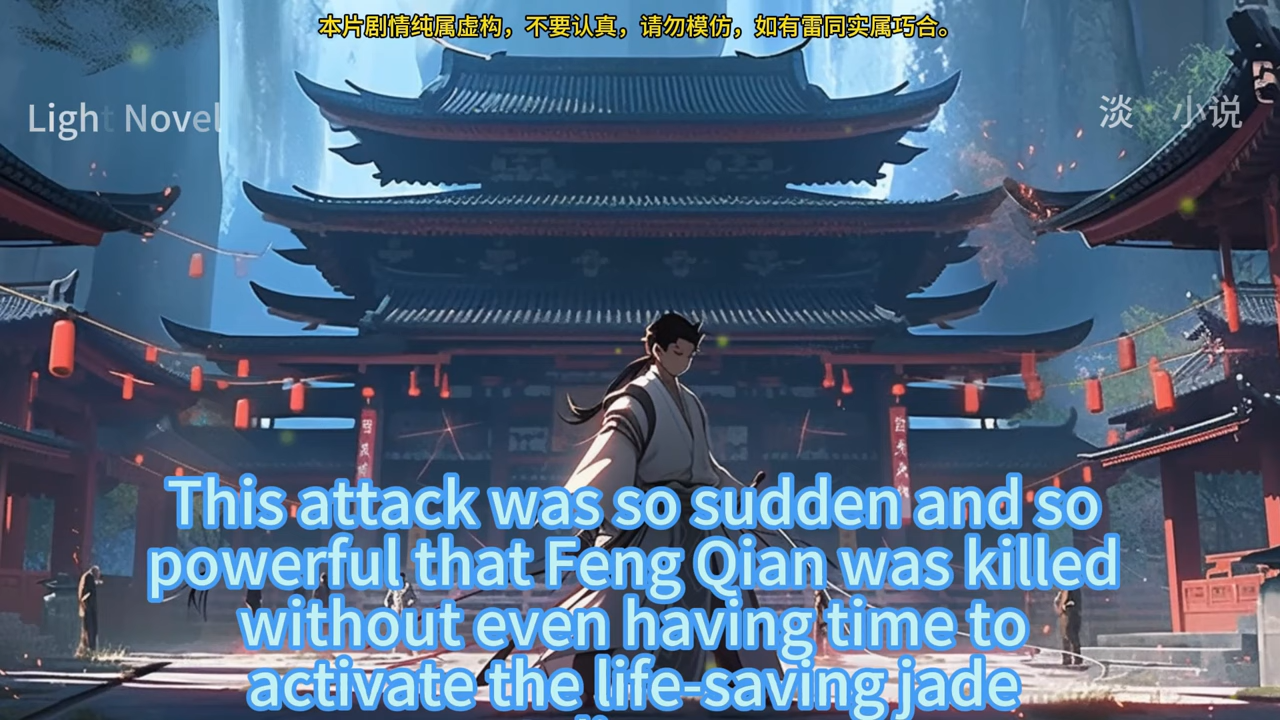 本片剧情纯属虚构，不要认真，请勿模仿，如有雷同实属巧合。
Light Novel
淡 小说
This attack was so sudden and so
powerful that Feng Qian was killed
without even having time to
activate the life-saving jade